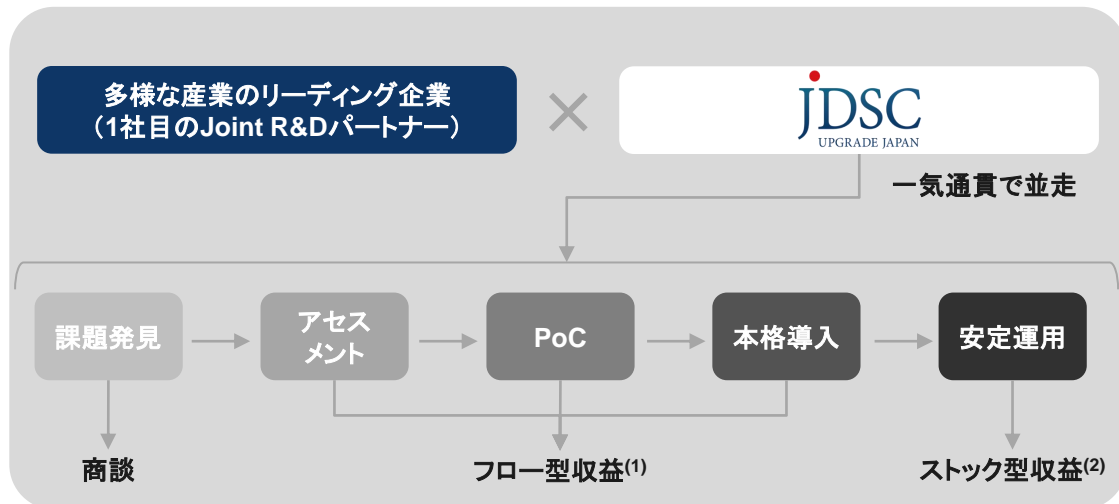 多様な産業のリーディング企業
（1社目のJoint R&Dパートナー）
JDSC
UPGRADE JAPAN
一気通貫で並走
課題発見
アセス
メント
PoC
本格導入
安定運用
商談
フロー型収益(1)
ストック型収益(2)